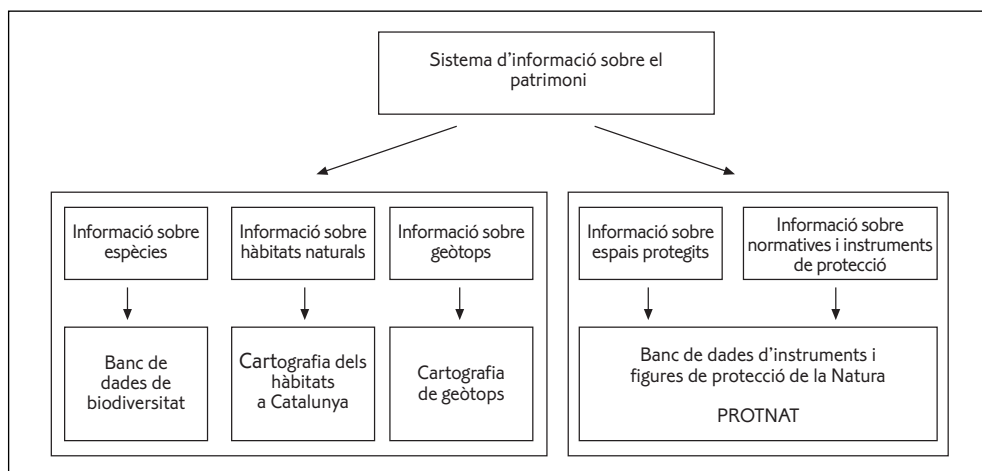 Sistema d’informació sobre el
patrimoni
Informació sobre
espècies
Informació sobre
hàbitats naturals
Informació sobre
geòtops
Informació sobre
espais protegits
Informació sobre
normatives i instruments
de protecció
Banc de
dades de
biodiversitat
Cartografia dels
hàbitats
a Catalunya
Cartografia
de geòtops
Banc de dades d’instruments i
figures de protecció de la Natura
PROTNAT